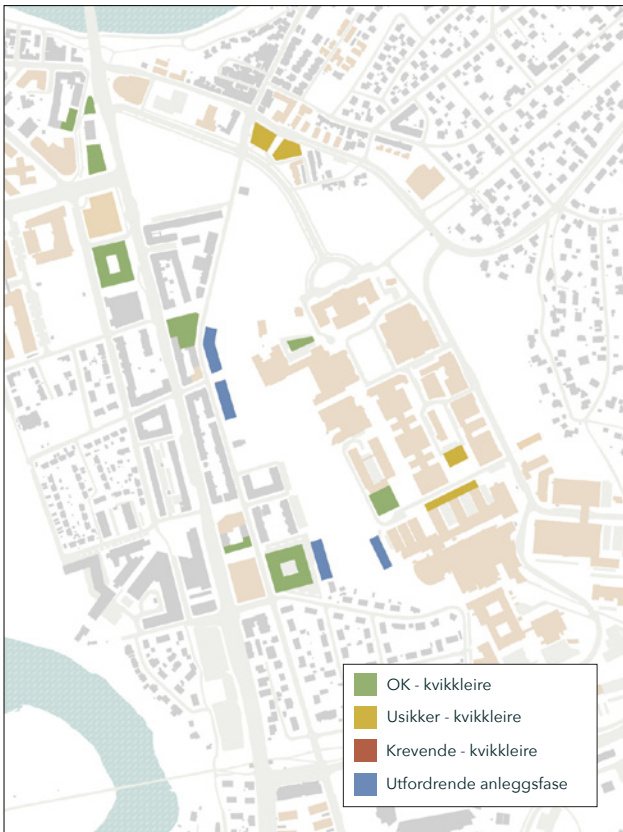 OK - kvikkleire
Usikker - kvikkleire
Krevende - kvikkleire
Utfordrende anleggsfase